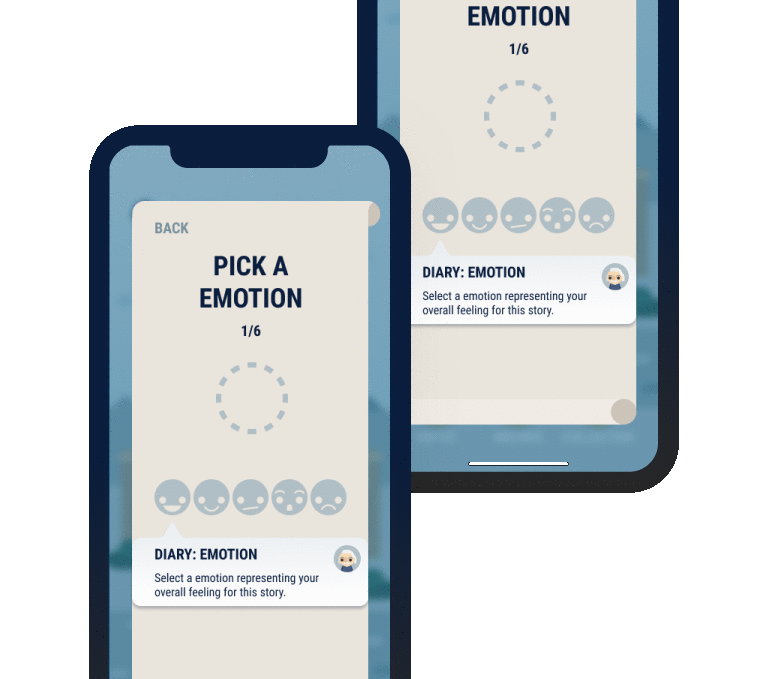 EMOTION
1/6
DIARY: EMOTION
Select a emotion representing your
overall feeling for this story.
BACK
PICK A
EMOTION
1/6
DIARY: EMOTION
Select a emotion representing your
overall feeling for this story.